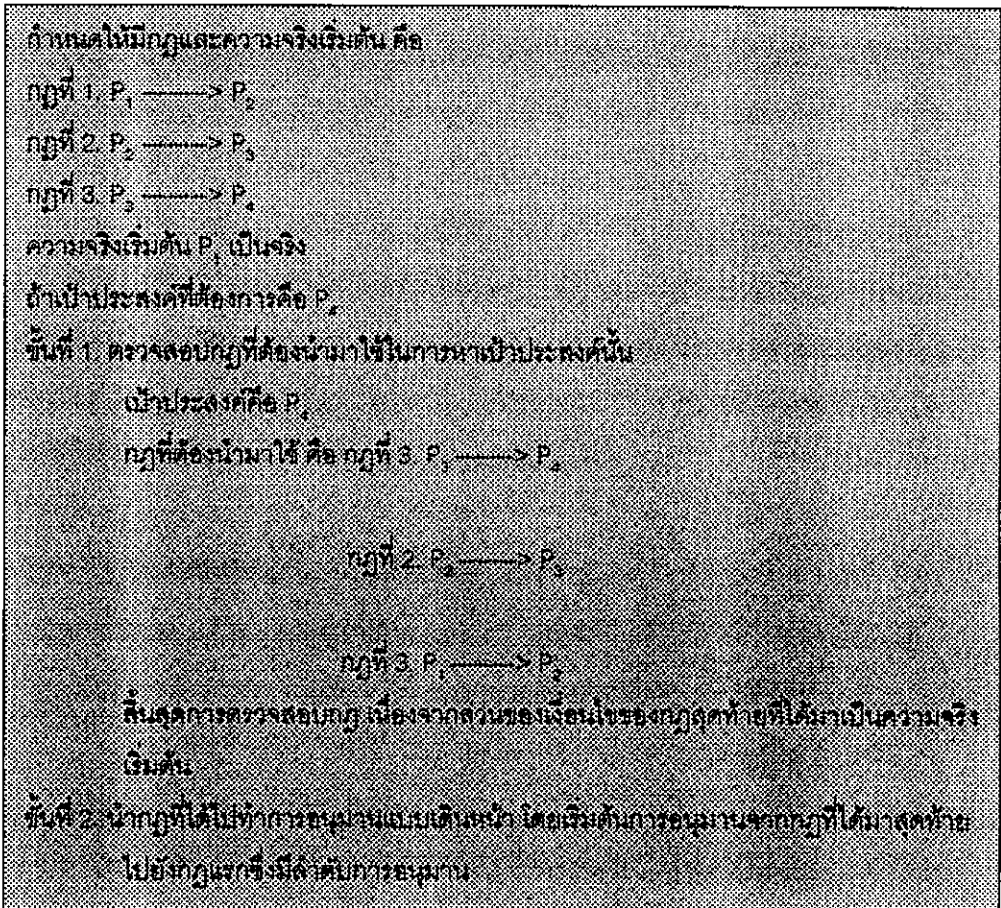 กำหนดให้มีกฎและความจริงเริ่มต้น คือ
กฎที่ 1. P₁ ———> P₂
กฎที่ 2. P₂ ———> P₃
กฎที่ 3. P₃ ———> P₄
ความจริงเริ่มต้น P₁ เป็นจริง
ถ้าเป้าประสงค์ที่ต้องการคือ P₄
ขั้นที่ 1. ตรวจสอบกฎที่ต้องนำมาใช้ในการหาเป้าประสงค์นั้น
เป้าประสงค์คือ P₄
กฎที่ต้องนำมาใช้ คือ กฎที่ 3. P₃ ———> P₄
กฎที่ 2. P₂ ———> P₃
กฎที่ 3. P₁ ———> P₂
สิ้นสุดการตรวจสอบกฎ เนื่องจากส่วนของเงื่อนไขของกฎสุดท้ายที่ได้มาเป็นความจริง
เริ่มต้น
ขั้นที่ 2. นำกฎที่ได้ไปทำการอนุมานแบบเดินหน้า โดยเริ่มต้นการอนุมานจากกฎที่ได้มาสุดท้าย
ไปยังกฎแรกซึ่งมีลำดับการอนุมาน